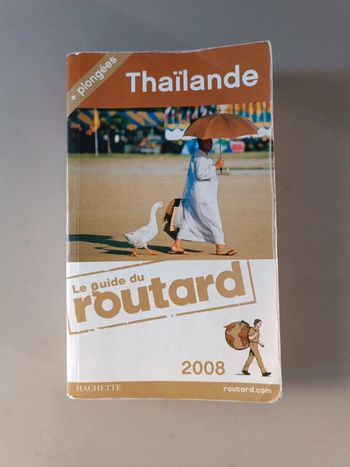 + plongées
Thaïlande
Le guide du
routard
2008
HACHETTE
routard.com